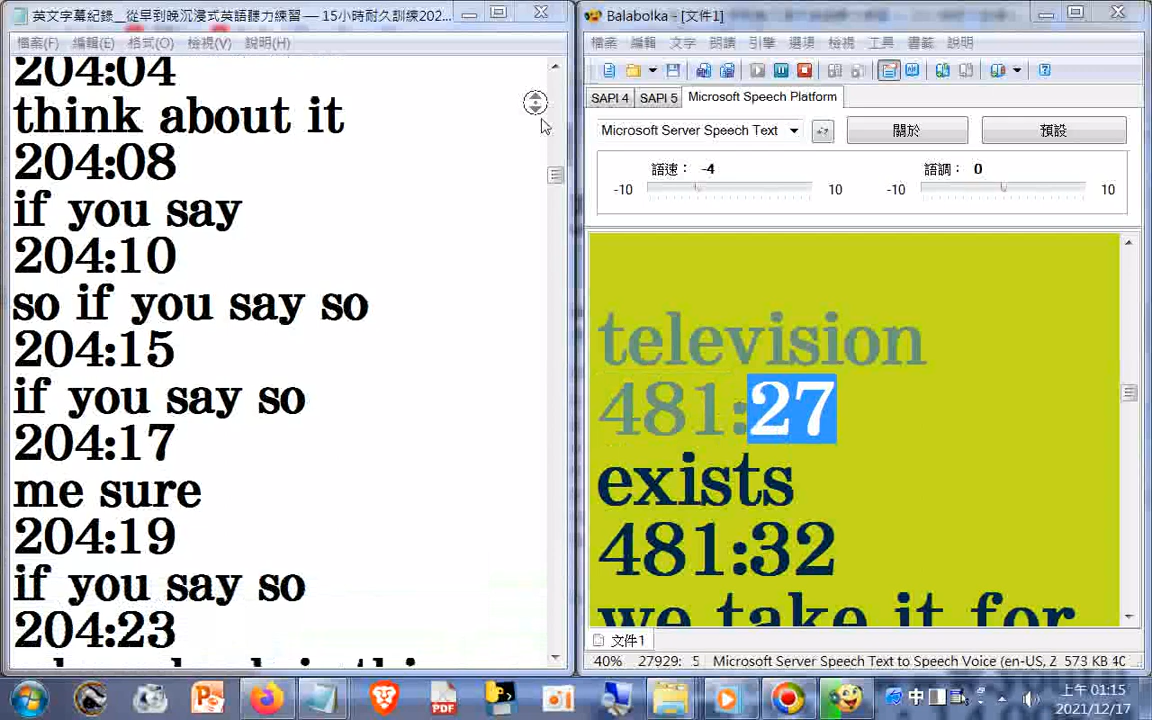 英文字幕紀錄__從早到晚沉浸式英語聽力練習 — 15小時耐久訓練202...
檔案(F) 編輯(E) 格式(O) 檢視(V) 說明(H)
204:04
think about it
204:08
if you say
204:10
so if you say so
204:15
if you say so
204:17
me sure
204:19
if you say so
204:23
Balabolka - [文件1]
檔案 編輯 文字 朗讀 引擎 選項 檢視 工具 書籤 說明
SAPI 4 SAPI 5 Microsoft Speech Platform
Microsoft Server Speech Text 關於 預設
語速： -4 語調： 0
-10 10 -10 10
television
481:27
exists
481:32
we take it for
文件1
40% 27929: 5 Microsoft Server Speech Text to Speech Voice (en-US, Z 573 KB
中 上午 01:15
2021/12/17